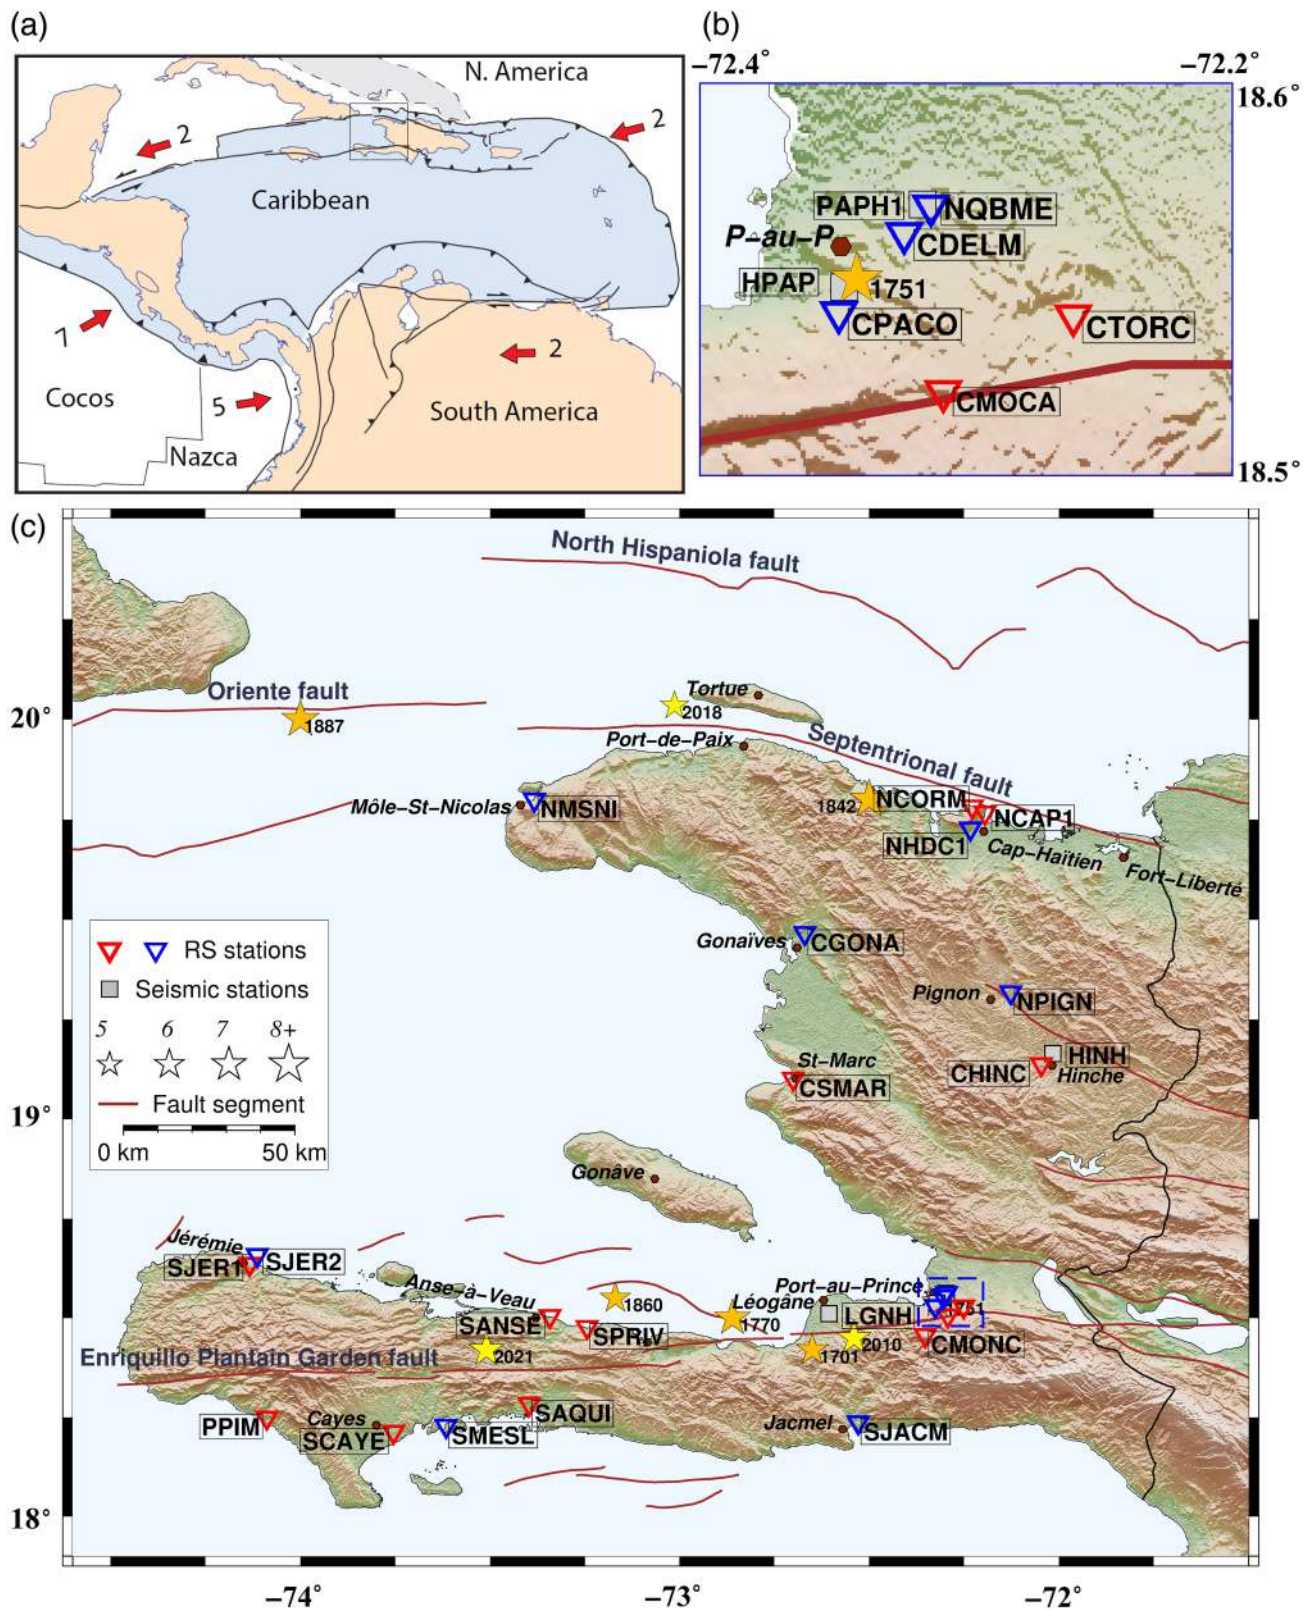 (a)
N. America
2
2
Caribbean
7
2
Cocos
5
South America
Nazca
(b)
−72.4°
−72.2°
18.6°
PAPH1
NQBME
P−au−P
CDELM
HPAP
1751
CPACO
CTORC
CMOCA
18.5°
(c)
North Hispaniola fault
Oriente fault
Tortue
20°
1887
2018
Septentrional fault
Port−de−Paix
Môle−St−Nicolas
NMSNI
1842
NCORM
NCAP1
NHDC1
Cap−Haïtien
Fort−Liberté
RS stations
Gonaïves
CGONA
Seismic stations
Pignon
NPIGN
5 6 7 8+
St−Marc
HINH
CHINC
Hinche
CSMAR
Fault segment
19°
0 km 50 km
Gonâve
Jérémie
SJER1
SJER2
Anse−à−Veau
Port−au−Prince
1860
Léogâne
1751
SANSE
1770
LGNH
SPRIV
2010
CMONC
Enriquillo Plantain Garden fault
2021
1701
PPIM
Cayes
SAQUI
Jacmel
SCAYE
SMESL
SJACM
18°
−74°
−73°
−72°